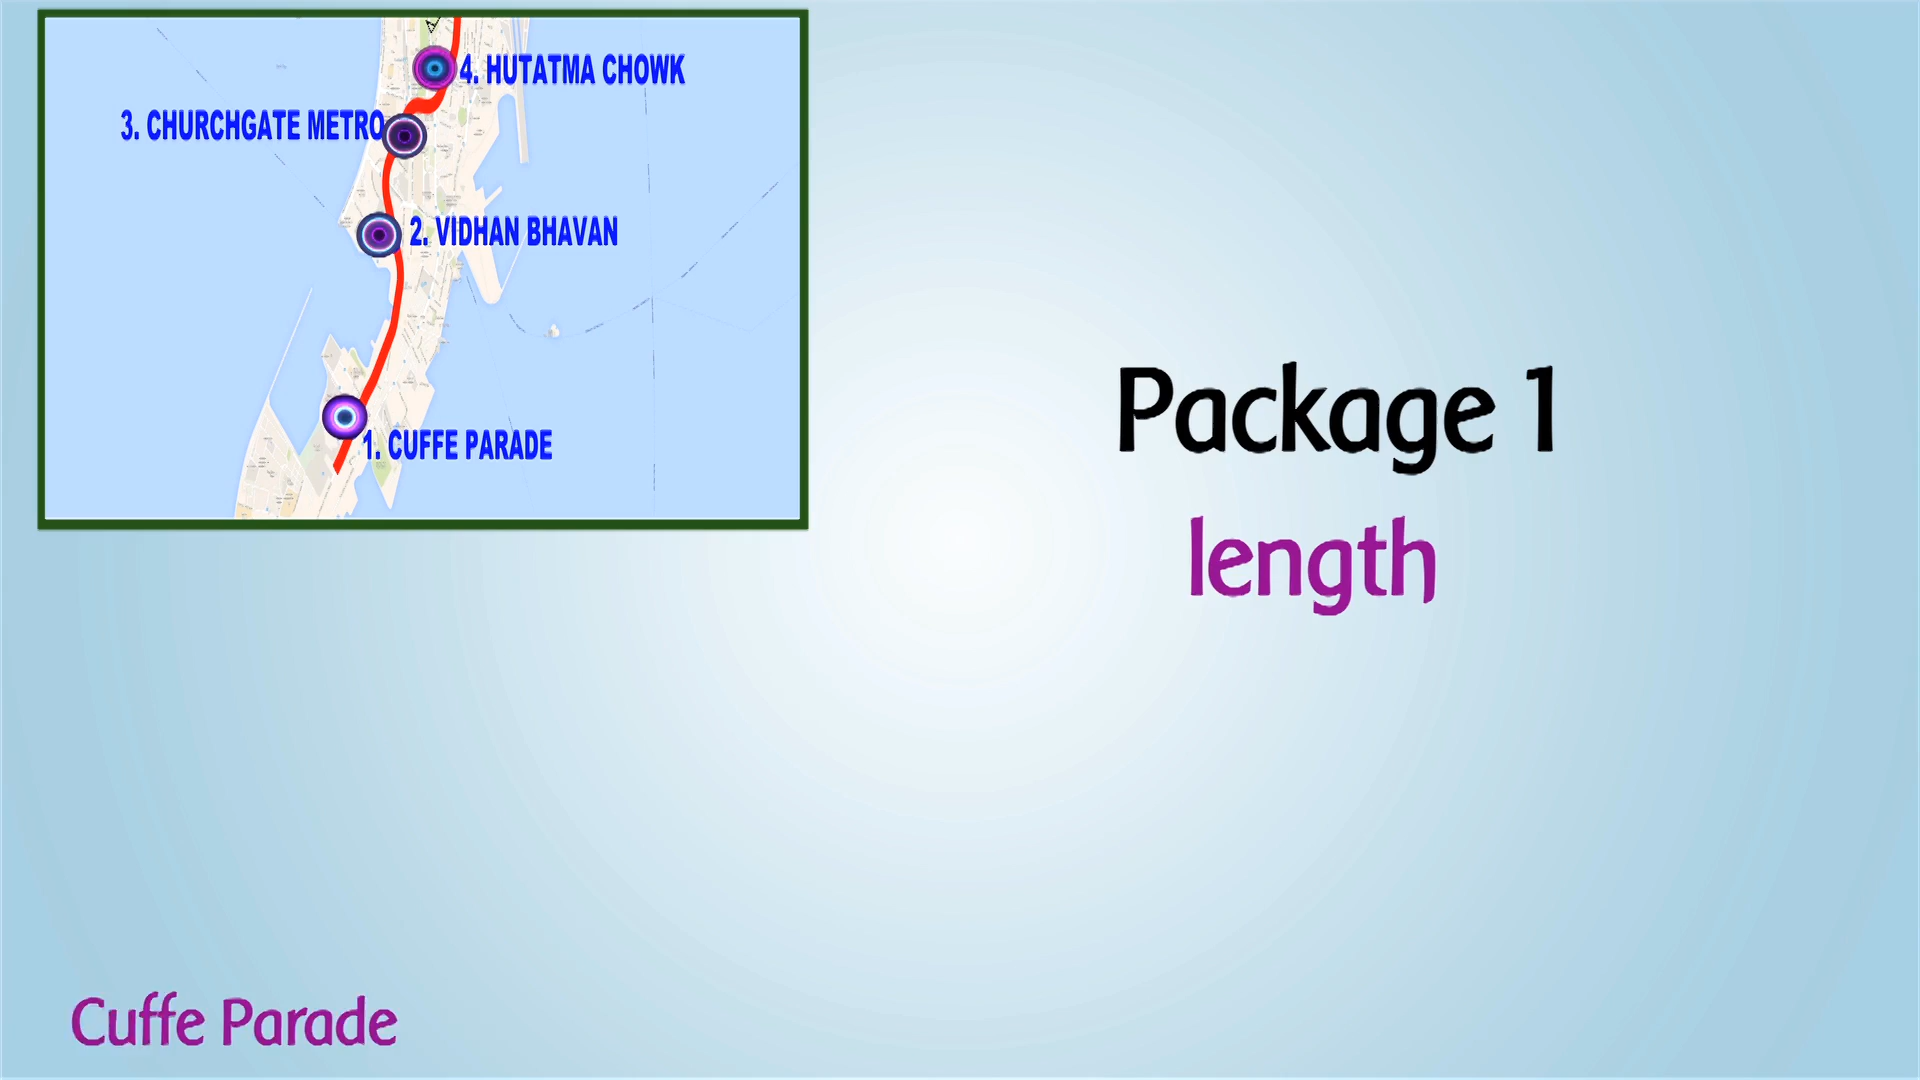 4. HUTATMA CHOWK
3. CHURCHGATE METRO
2. VIDHAN BHAVAN
1. CUFFE PARADE
Package 1
length
Cuffe Parade